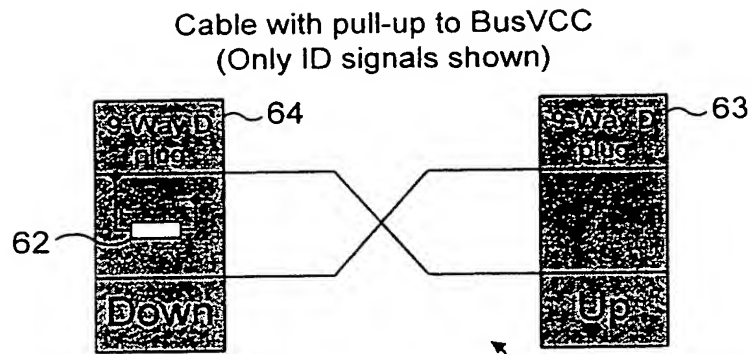 Cable with pull-up to BusVCC
(Only ID signals shown)
9 Way D
plug
64
9 Way D
plug
63
62
Down
Up